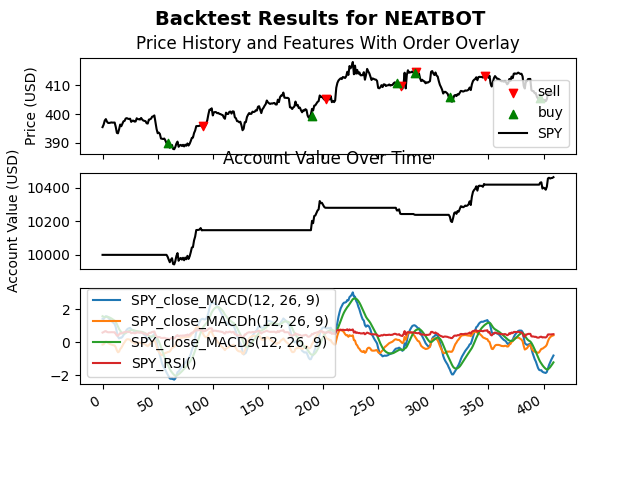 Backtest Results for NEATBOT
Price History and Features With Order Overlay
Price (USD)
410
400
390
sell
buy
SPY
Account Value Over Time
Account Value (USD)
10400
10200
10000
2
0
−2
SPY_close_MACD(12, 26, 9)
SPY_close_MACDh(12, 26, 9)
SPY_close_MACDs(12, 26, 9)
SPY_RSI()
0 50 100 150 200 250 300 350 400